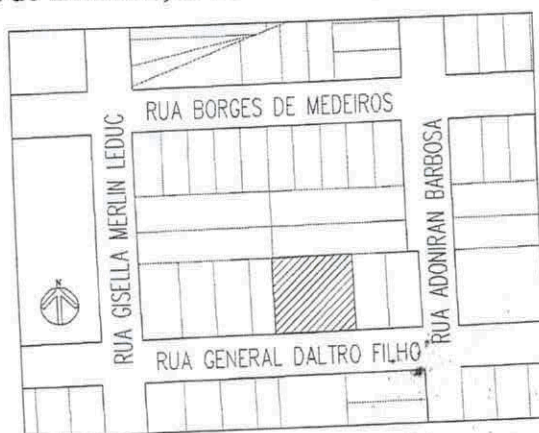 RUA BORGES DE MEDEIROS
RUA GISELLA MERLIN LEDUC
RUA ADONIRAN BARBOSA
N
RUA GENERAL DALTRO FILHO